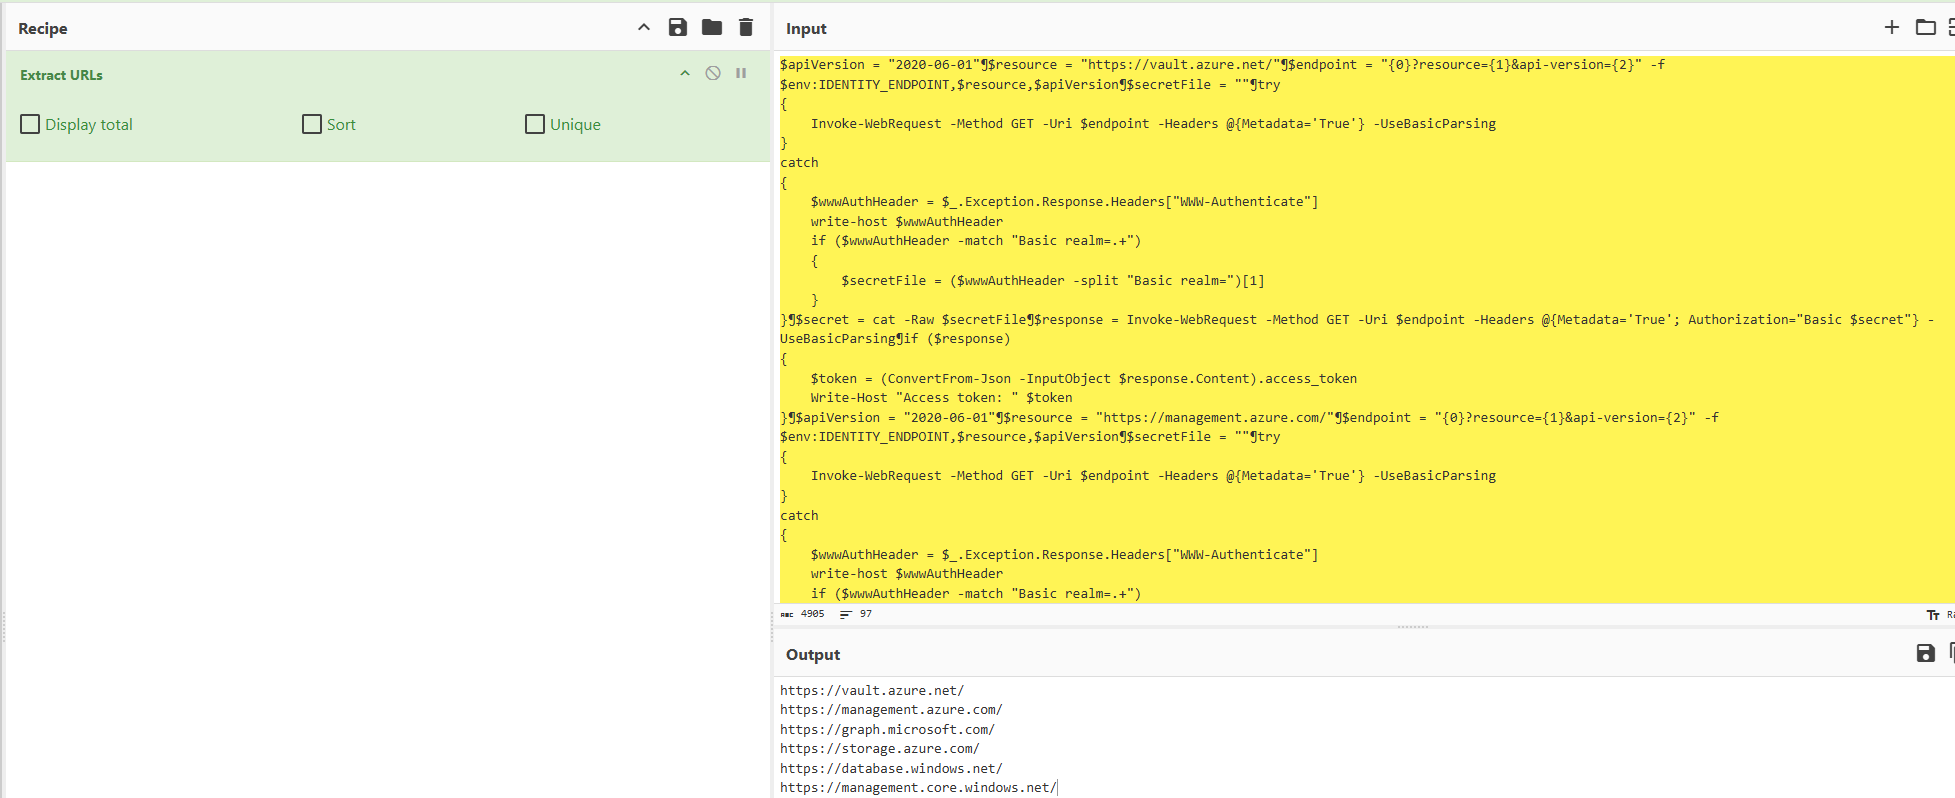 Recipe
Extract URLs
Display total
Sort
Unique
Input
$apiVersion = "2020-06-01"¶$resource = "https://vault.azure.net/"¶$endpoint = "{0}?resource={1}&api-version={2}" -f
$env:IDENTITY_ENDPOINT,$resource,$apiVersion¶$secretFile = ""¶try
{
    Invoke-WebRequest -Method GET -Uri $endpoint -Headers @{Metadata='True'} -UseBasicParsing
}
catch
{
    $wwwAuthHeader = $_.Exception.Response.Headers["WWW-Authenticate"]
    write-host $wwwAuthHeader
    if ($wwwAuthHeader -match "Basic realm=.+")
    {
        $secretFile = ($wwwAuthHeader -split "Basic realm=")[1]
    }
}¶$secret = cat -Raw $secretFile¶$response = Invoke-WebRequest -Method GET -Uri $endpoint -Headers @{Metadata='True'; Authorization="Basic $secret"} -
UseBasicParsing¶if ($response)
{
    $token = (ConvertFrom-Json -InputObject $response.Content).access_token
    Write-Host "Access token: " $token
}¶$apiVersion = "2020-06-01"¶$resource = "https://management.azure.com/"¶$endpoint = "{0}?resource={1}&api-version={2}" -f
$env:IDENTITY_ENDPOINT,$resource,$apiVersion¶$secretFile = ""¶try
{
    Invoke-WebRequest -Method GET -Uri $endpoint -Headers @{Metadata='True'} -UseBasicParsing
}
catch
{
    $wwwAuthHeader = $_.Exception.Response.Headers["WWW-Authenticate"]
    write-host $wwwAuthHeader
    if ($wwwAuthHeader -match "Basic realm=.+")
ABC 4905 97
Tт
Output
https://vault.azure.net/
https://management.azure.com/
https://graph.microsoft.com/
https://storage.azure.com/
https://database.windows.net/
https://management.core.windows.net/